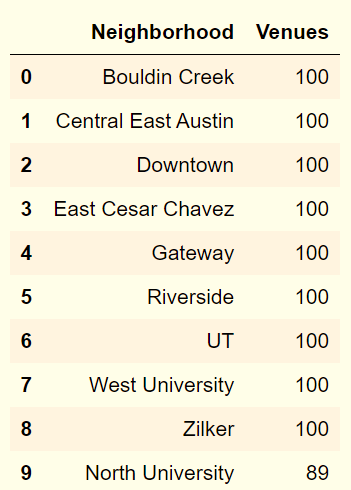 Neighborhood Venues
0 Bouldin Creek 100
1 Central East Austin 100
2 Downtown 100
3 East Cesar Chavez 100
4 Gateway 100
5 Riverside 100
6 UT 100
7 West University 100
8 Zilker 100
9 North University 89